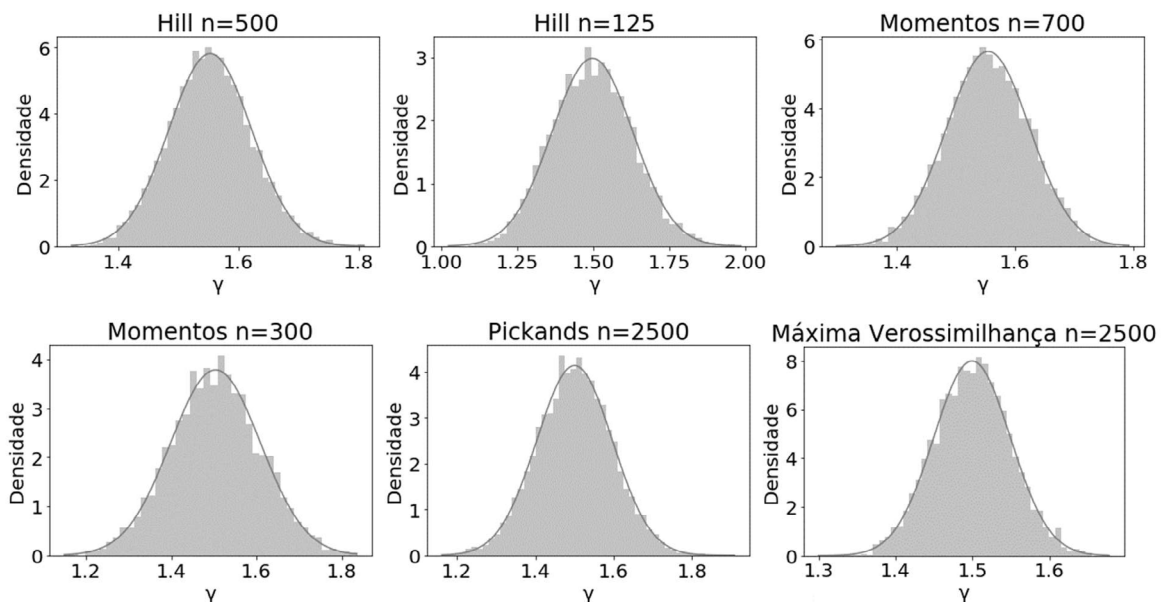 Hill n=500
Hill n=125
Momentos n=700
Densidade
6
4
2
0
1.4
1.6
1.8
γ
Densidade
3
2
1
0
1.00
1.25
1.50
1.75
2.00
γ
Densidade
6
4
2
0
1.4
1.6
1.8
γ
Momentos n=300
Pickands n=2500
Máxima Verossimilhança n=2500
Densidade
4
3
2
1
0
1.2
1.4
1.6
1.8
γ
Densidade
4
3
2
1
0
1.2
1.4
1.6
1.8
γ
Densidade
8
6
4
2
0
1.3
1.4
1.5
1.6
γ